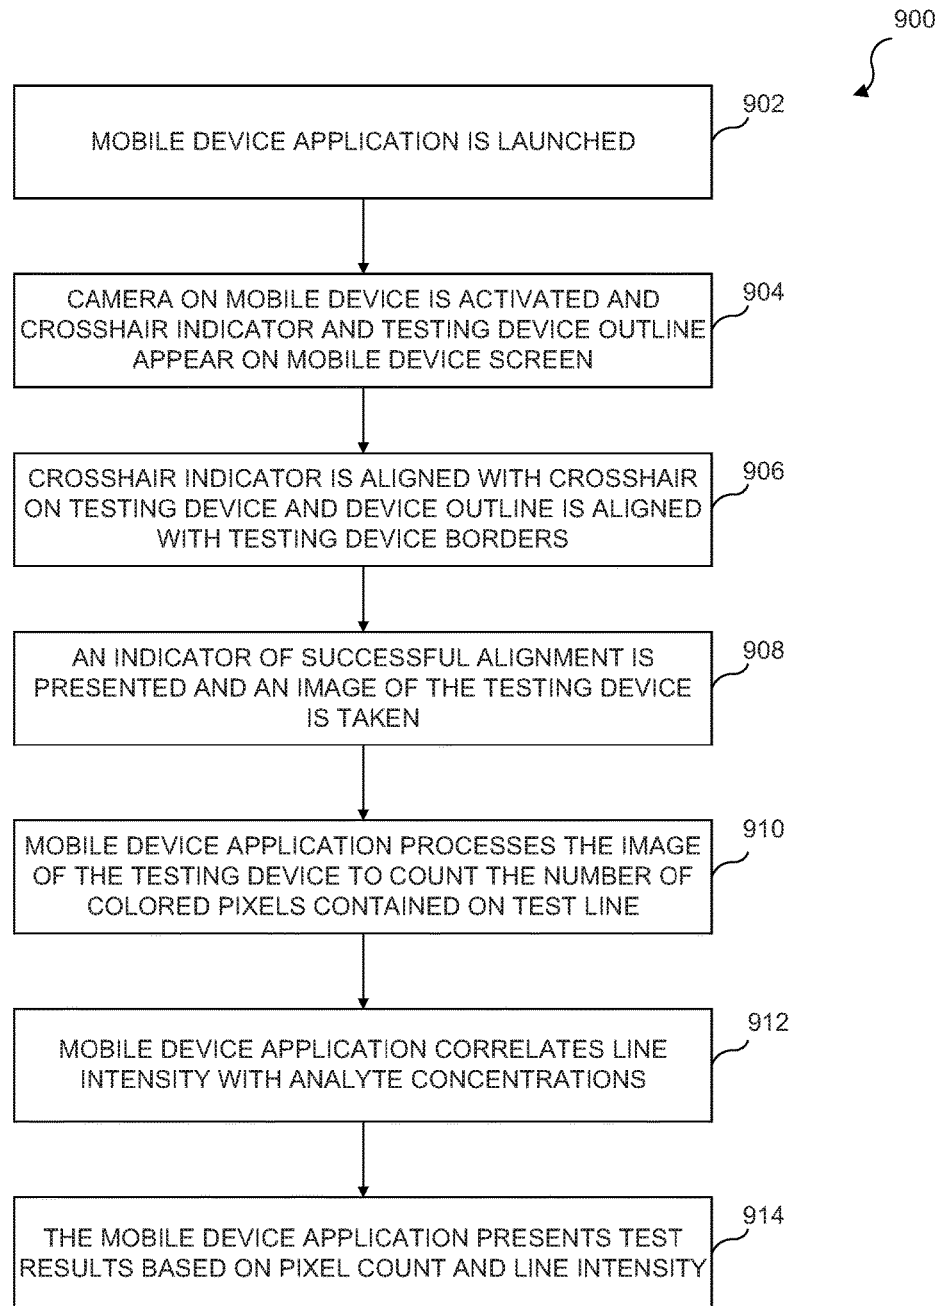 900
902
MOBILE DEVICE APPLICATION IS LAUNCHED
904
CAMERA ON MOBILE DEVICE IS ACTIVATED AND
CROSSHAIR INDICATOR AND TESTING DEVICE OUTLINE
APPEAR ON MOBILE DEVICE SCREEN
906
CROSSHAIR INDICATOR IS ALIGNED WITH CROSSHAIR
ON TESTING DEVICE AND DEVICE OUTLINE IS ALIGNED
WITH TESTING DEVICE BORDERS
908
AN INDICATOR OF SUCCESSFUL ALIGNMENT IS
PRESENTED AND AN IMAGE OF THE TESTING DEVICE
IS TAKEN
910
MOBILE DEVICE APPLICATION PROCESSES THE IMAGE
OF THE TESTING DEVICE TO COUNT THE NUMBER OF
COLORED PIXELS CONTAINED ON TEST LINE
912
MOBILE DEVICE APPLICATION CORRELATES LINE
INTENSITY WITH ANALYTE CONCENTRATIONS
914
THE MOBILE DEVICE APPLICATION PRESENTS TEST
RESULTS BASED ON PIXEL COUNT AND LINE INTENSITY